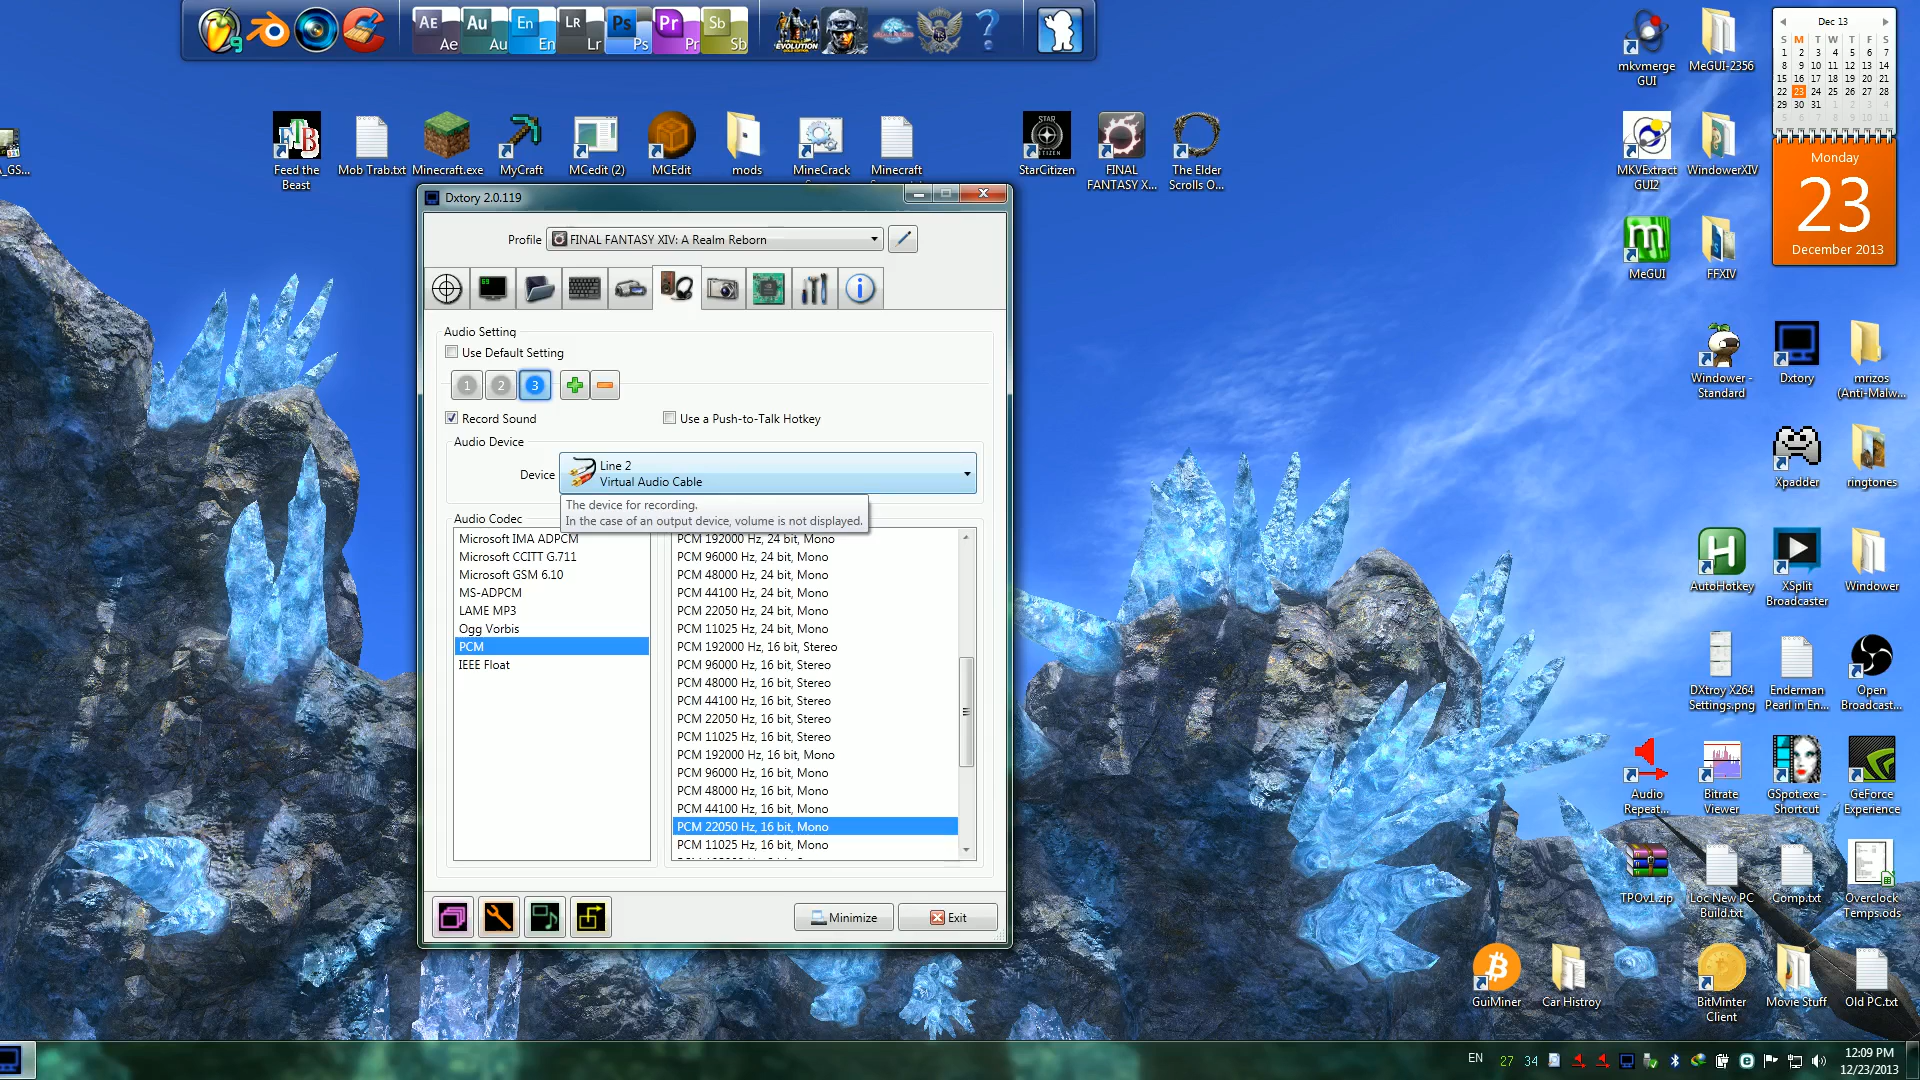 Ae Au En LR Ps Pr Sb
Ae Au En Lr Ps Pr Sb
EVOLUTION
mkvmerge GUI
MeGUI-2356
Dec 13
S M T W T F S
1 2 3 4 5 6 7
8 9 10 11 12 13 14
15 16 17 18 19 20 21
22 23 24 25 26 27 28
29 30 31 1 2 3 4
5 6 7 8 9 10 11
Monday
23
December 2013
_GS...
FTB
Feed the Beast
Mob Trab.txt
Minecraft.exe
MyCraft
MCedit (2)
MCEdit
mods
MineCrack
Minecraft
STAR CITIZEN
StarCitizen
FINAL FANTASY X...
The Elder Scrolls O...
MKVExtract GUI2
WindowerXIV
MeGUI
FFXIV
Windower - Standard
Dxtory
mrizos (Anti-Malw...
Xpadder
ringtones
AutoHotkey
XSplit Broadcaster
Windower
DXtroy X264 Settings.png
Enderman Pearl in En...
Open Broadcast...
Audio Repeat...
Bitrate Viewer
GSpot.exe - Shortcut
GeForce Experience
TPOv1.zip
Loc New PC Build.txt
Comp.txt
Overclock Temps.ods
GuiMiner
Car Histroy
BitMinter Client
Movie Stuff
Old PC.txt
Dxtory 2.0.119
Profile
FINAL FANTASY XIV: A Realm Reborn
Audio Setting
Use Default Setting
1 2 3
Record Sound
Use a Push-to-Talk Hotkey
Audio Device
Device
Line 2
Virtual Audio Cable
The device for recording.
In the case of an output device, volume is not displayed.
Audio Codec
Microsoft IMA ADPCM
Microsoft CCITT G.711
Microsoft GSM 6.10
MS-ADPCM
LAME MP3
Ogg Vorbis
PCM
IEEE Float
PCM 192000 Hz, 24 bit, Mono
PCM 96000 Hz, 24 bit, Mono
PCM 48000 Hz, 24 bit, Mono
PCM 44100 Hz, 24 bit, Mono
PCM 22050 Hz, 24 bit, Mono
PCM 11025 Hz, 24 bit, Mono
PCM 192000 Hz, 16 bit, Stereo
PCM 96000 Hz, 16 bit, Stereo
PCM 48000 Hz, 16 bit, Stereo
PCM 44100 Hz, 16 bit, Stereo
PCM 22050 Hz, 16 bit, Stereo
PCM 11025 Hz, 16 bit, Stereo
PCM 192000 Hz, 16 bit, Mono
PCM 96000 Hz, 16 bit, Mono
PCM 48000 Hz, 16 bit, Mono
PCM 44100 Hz, 16 bit, Mono
PCM 22050 Hz, 16 bit, Mono
PCM 11025 Hz, 16 bit, Mono
Minimize
Exit
EN 27 34
12:09 PM
12/23/2013